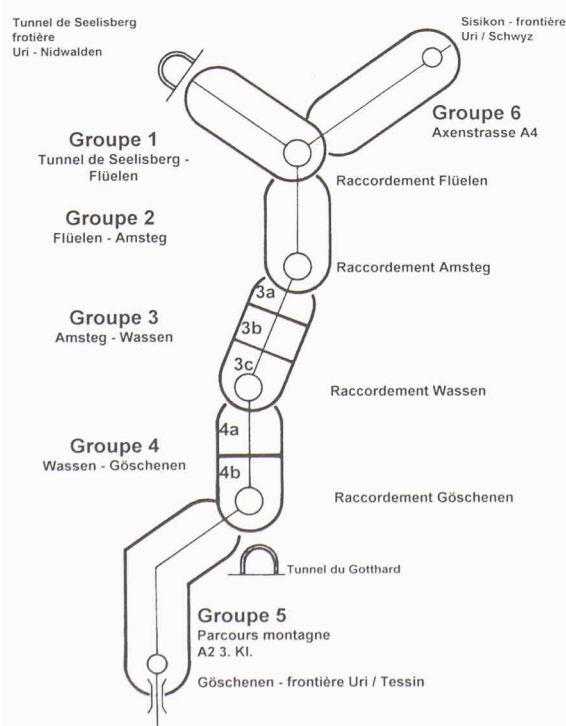 Tunnel de Seelisberg
frotière
Uri - Nidwalden
Sisikon - frontière
Uri / Schwyz
Groupe 6
Axenstrasse A4
Groupe 1
Tunnel de Seelisberg -
Flüelen
Raccordement Flüelen
Groupe 2
Flüelen - Amsteg
Raccordement Amsteg
3a
Groupe 3
Amsteg - Wassen
3b
3c
Raccordement Wassen
4a
Groupe 4
Wassen - Göschenen
4b
Raccordement Göschenen
Tunnel du Gotthard
Groupe 5
Parcours montagne
A2 3. Kl.
Göschenen - frontière Uri / Tessin